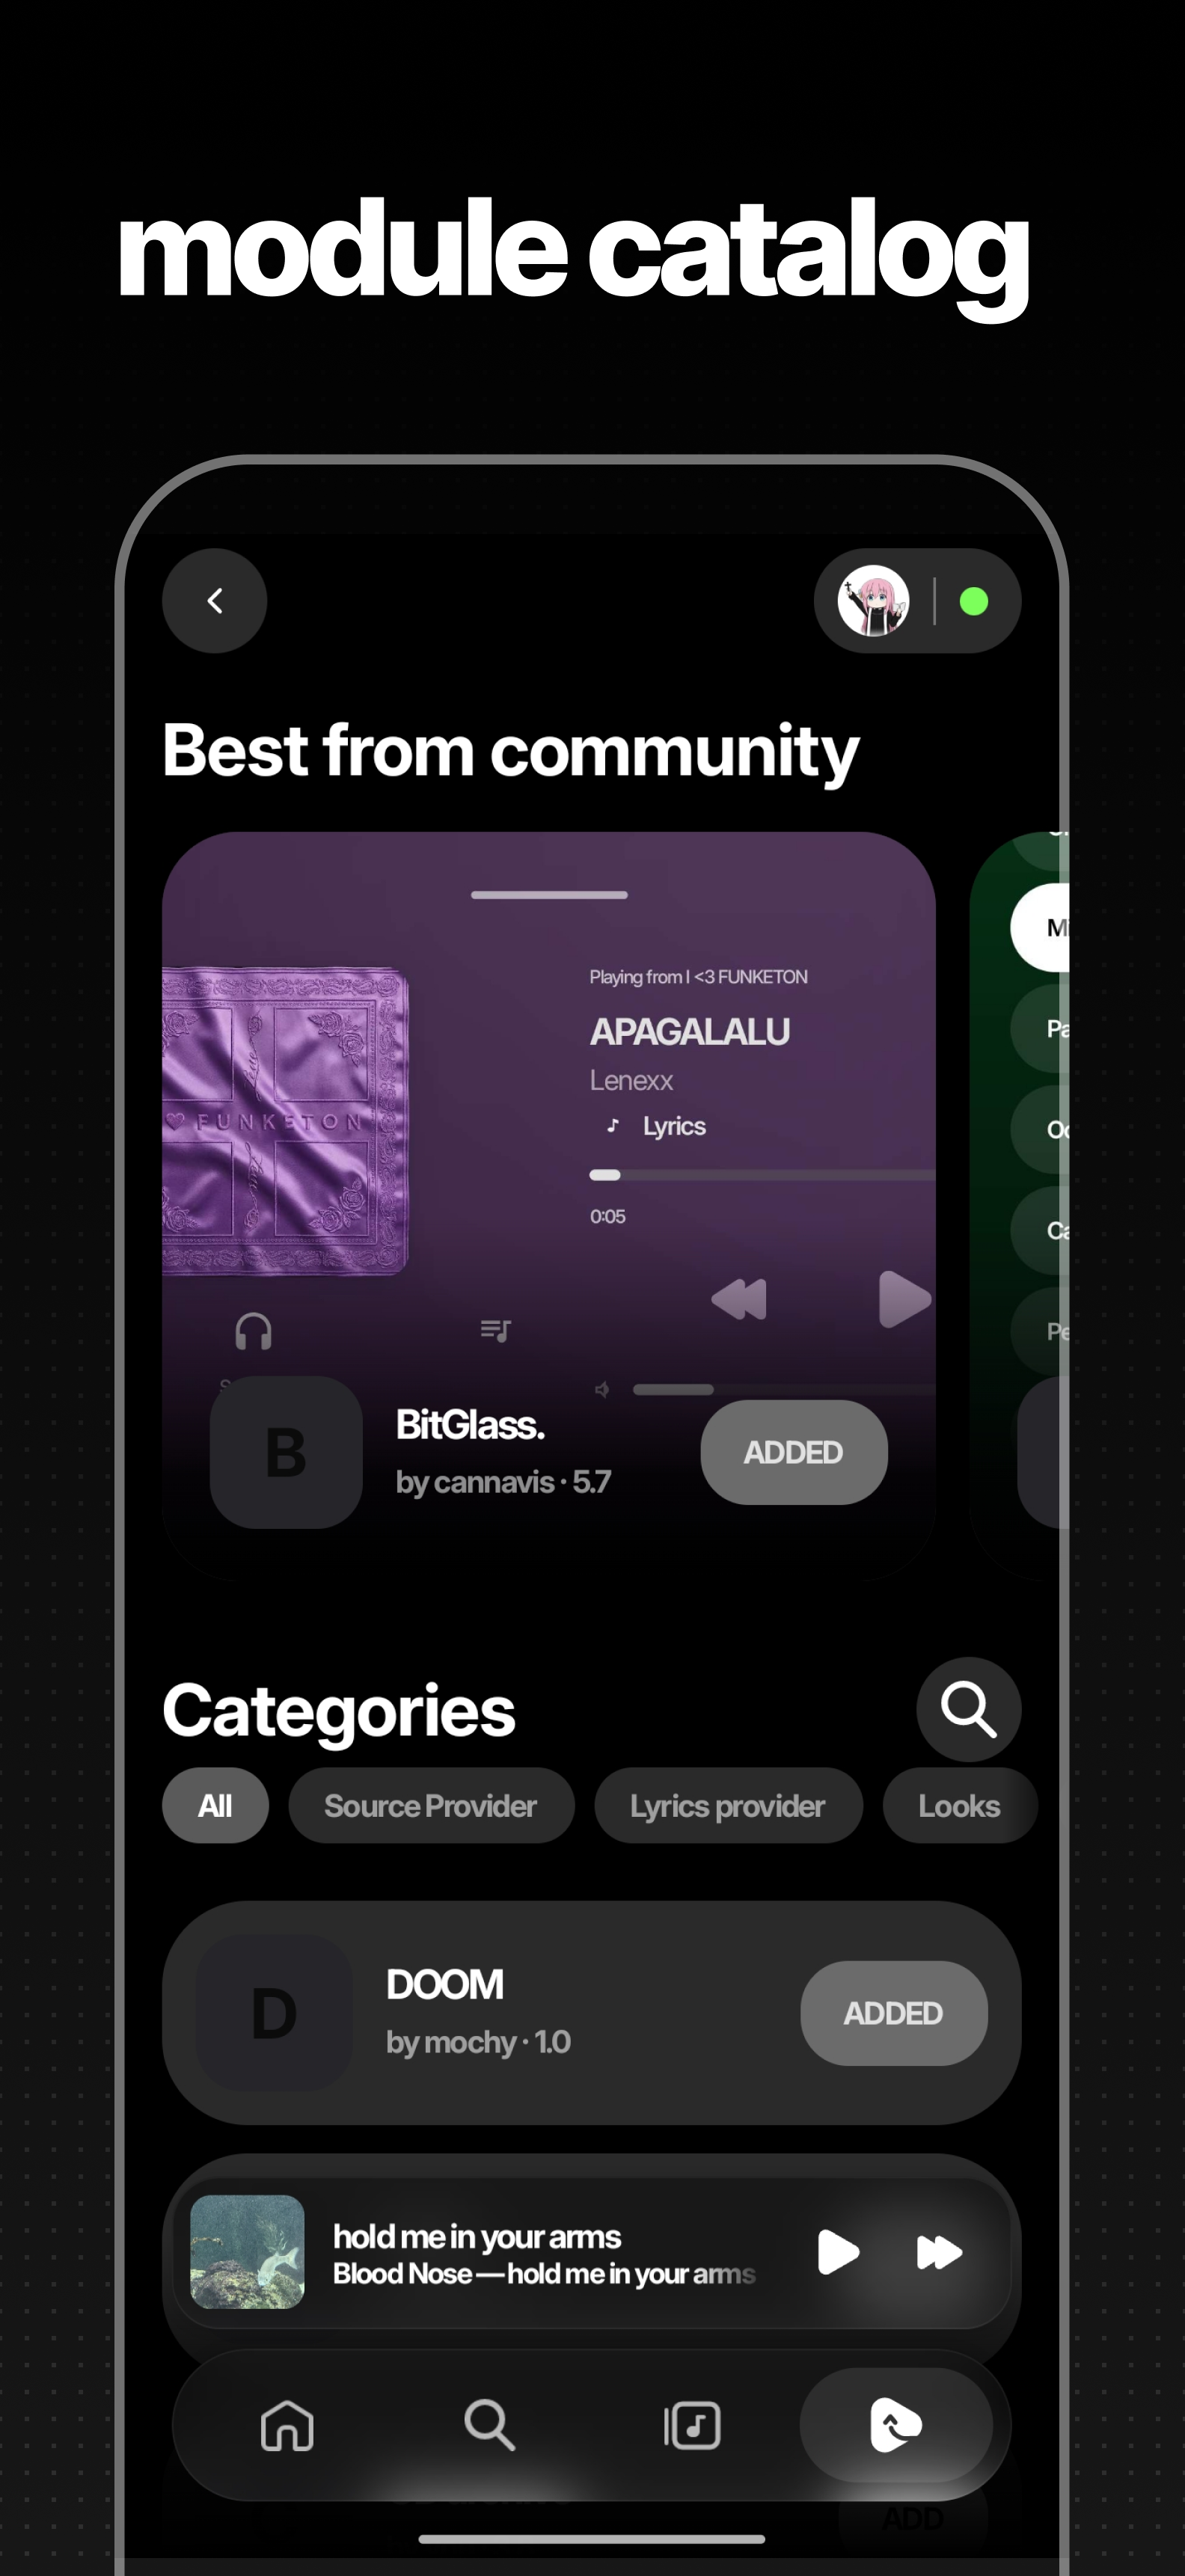 module catalog
Best from community
Playing from I <3 FUNKETON
APAGALALU
Lenexx
♪ Lyrics
0:05
♡ FUNKETON
B
BitGlass.
by cannavis · 5.7
ADDED
Categories
All
Source Provider
Lyrics provider
Looks
D
DOOM
by mochy · 1.0
ADDED
hold me in your arms
Blood Nose — hold me in your arms
ADD